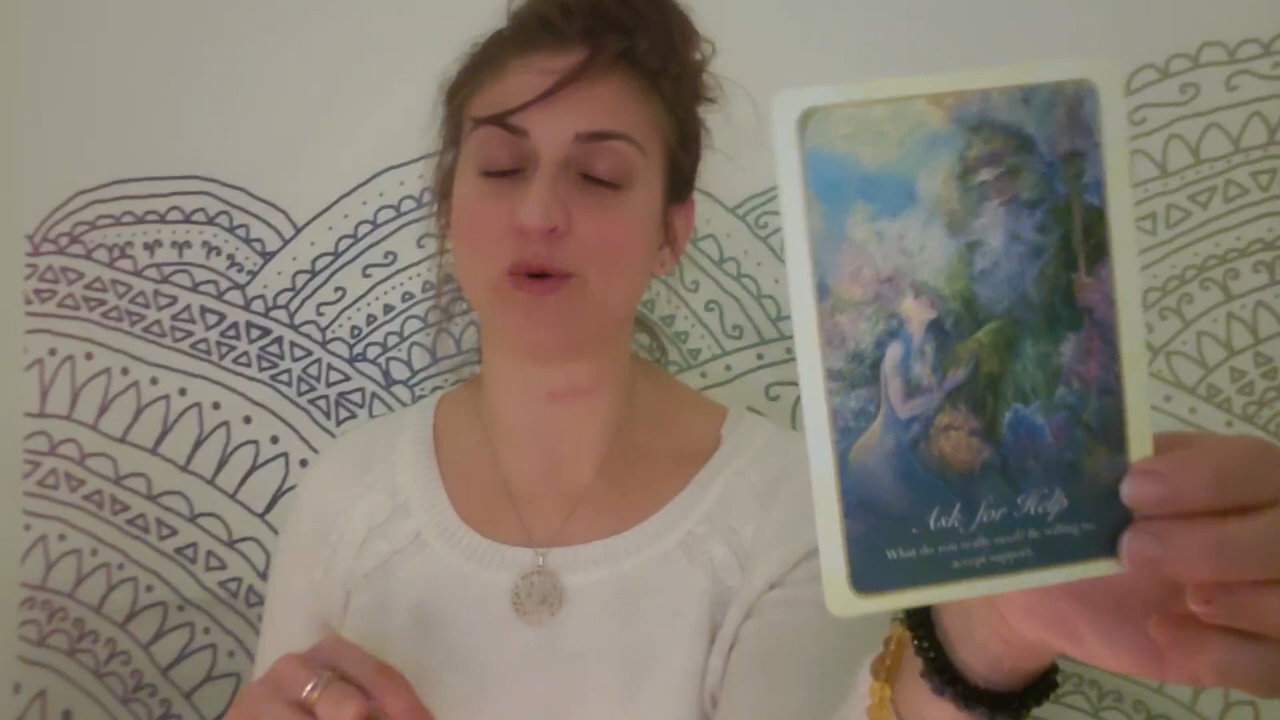 Ask for Help
What do you really need? Be willing to
accept support.